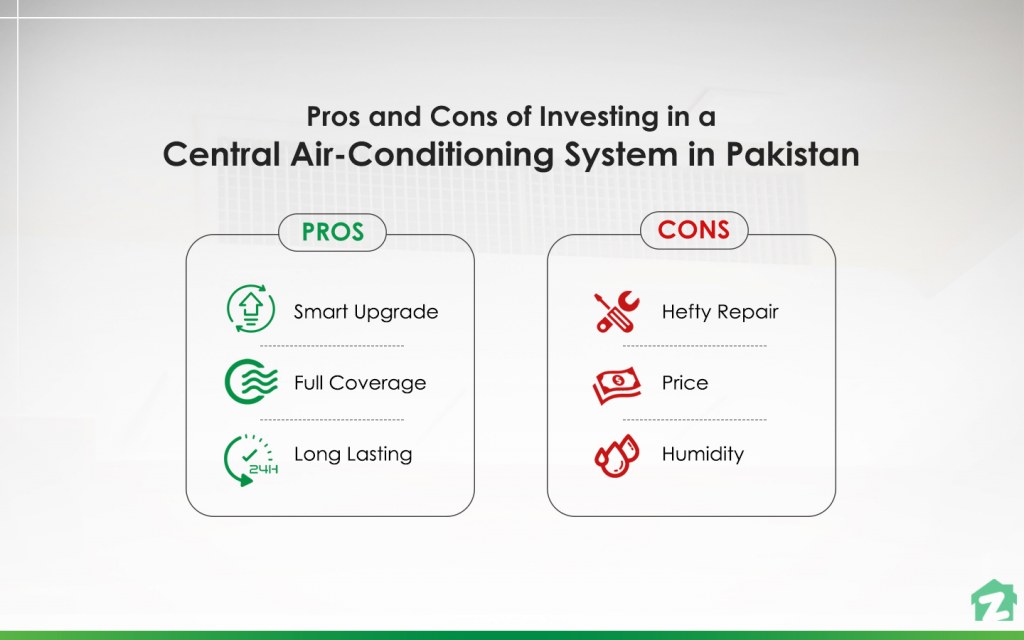 Pros and Cons of Investing in a
Central Air-Conditioning System in Pakistan
PROS
Smart Upgrade
Full Coverage
24H
Long Lasting
CONS
Hefty Repair
Price
Humidity
Z